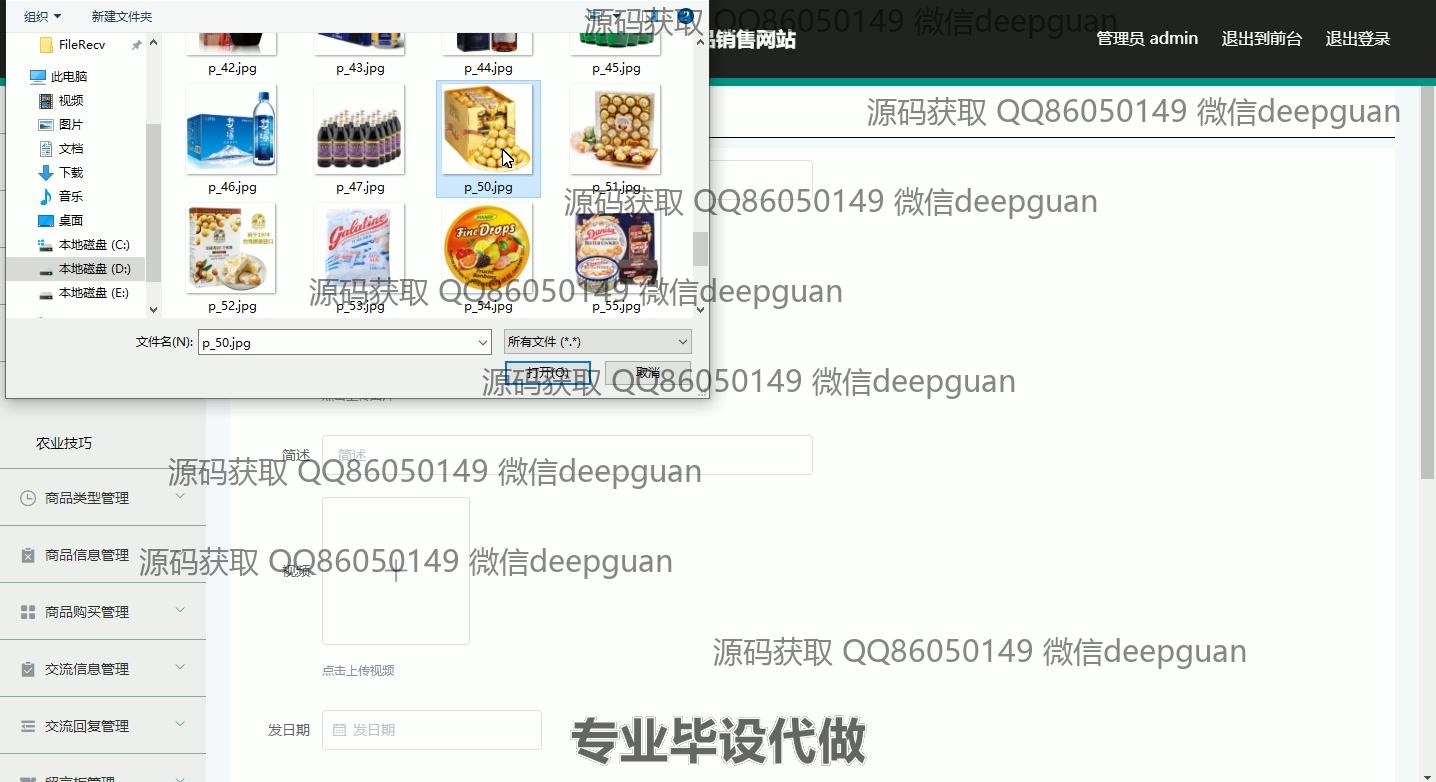 组织
新建文件夹
源码获取 QQ86050149 微信deepguan
品销售网站
管理员 admin
退出到前台
退出登录
FileRecv
此电脑
视频
图片
文档
下载
音乐
桌面
本地磁盘 (C:)
本地磁盘 (D:)
本地磁盘 (E:)
p_42.jpg
p_43.jpg
p_44.jpg
p_45.jpg
源码获取 QQ86050149 微信deepguan
p_46.jpg
p_47.jpg
p_50.jpg
p_51.jpg
源码获取 QQ86050149 微信deepguan
Galatine
Fine Drops
Danisa
p_52.jpg
p_53.jpg
p_54.jpg
p_55.jpg
源码获取 QQ86050149 微信deepguan
文件名(N):
p_50.jpg
所有文件 (*.*)
打开(O)
取消
源码获取 QQ86050149 微信deepguan
点击上传图片
农业技巧
简述
简述
源码获取 QQ86050149 微信deepguan
商品类型管理
商品信息管理
源码获取 QQ86050149 微信deepguan
视频
商品购买管理
源码获取 QQ86050149 微信deepguan
交流信息管理
点击上传视频
交流回复管理
发日期
发日期
专业毕设代做
留言板管理